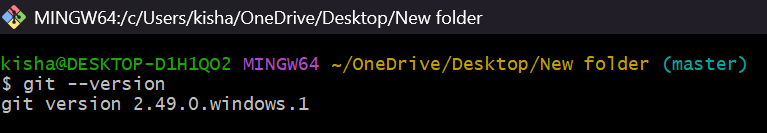 MINGW64:/c/Users/kisha/OneDrive/Desktop/New folder
kisha@DESKTOP-D1H1QO2 MINGW64 ~/OneDrive/Desktop/New folder (master)
$ git --version
git version 2.49.0.windows.1